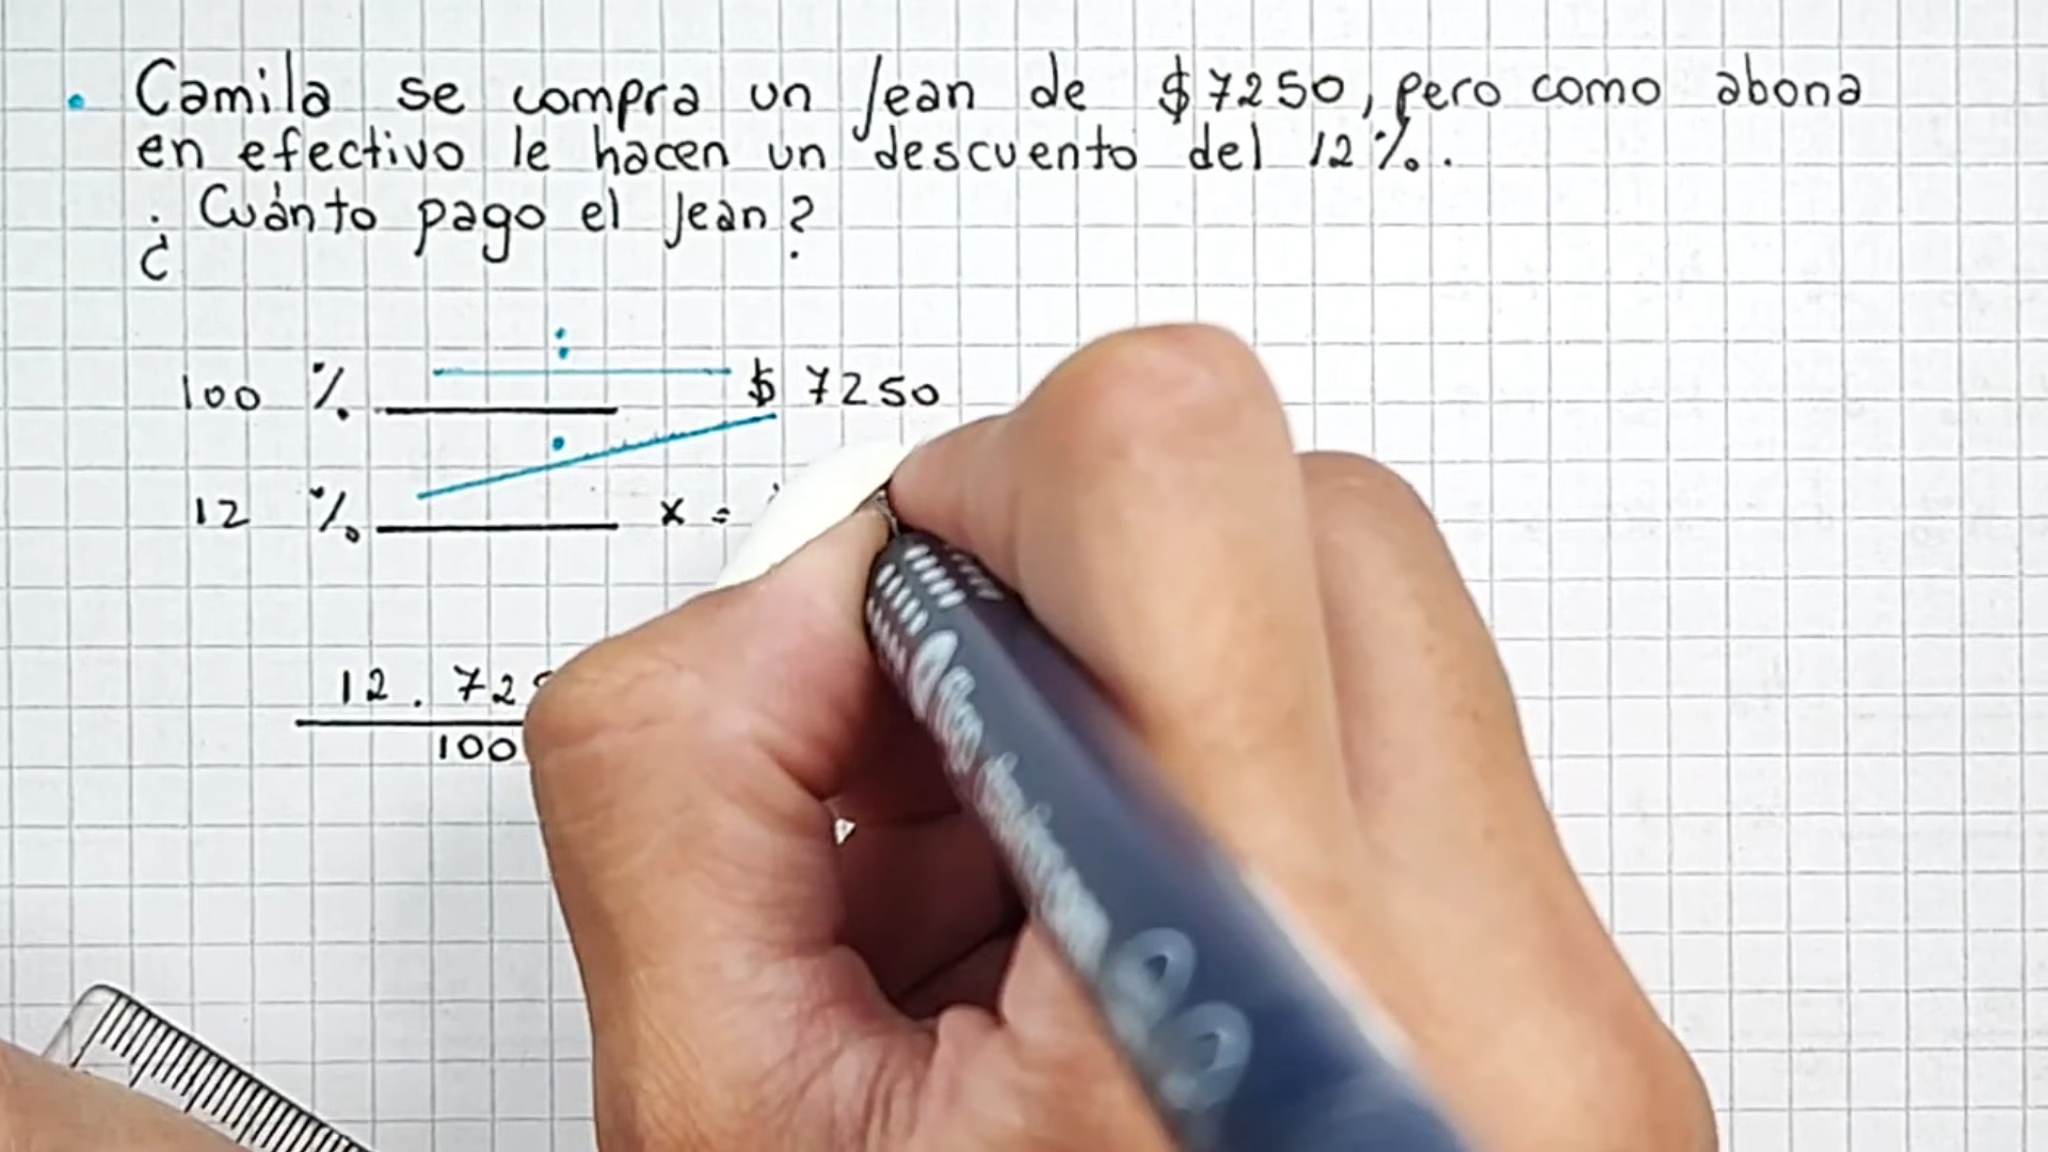 • Camila se compra un Jean de $7250, pero como abona
en efectivo le hacen un descuento del 12%.
¿Cuánto pago el Jean?
:
100 % $ 7250
.
12 % x =
12 . 72
100